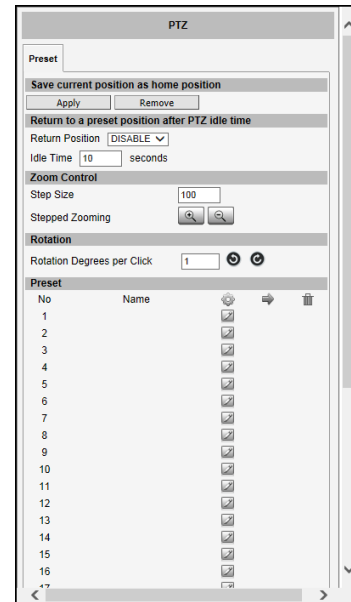 PTZ
Preset
Save current position as home position
Apply Remove
Return to a preset position after PTZ idle time
Return Position DISABLE
Idle Time 10 seconds
Zoom Control
Step Size 100
Stepped Zooming
Rotation
Rotation Degrees per Click 1
Preset
No Name
1
2
3
4
5
6
7
8
9
10
11
12
13
14
15
16
17